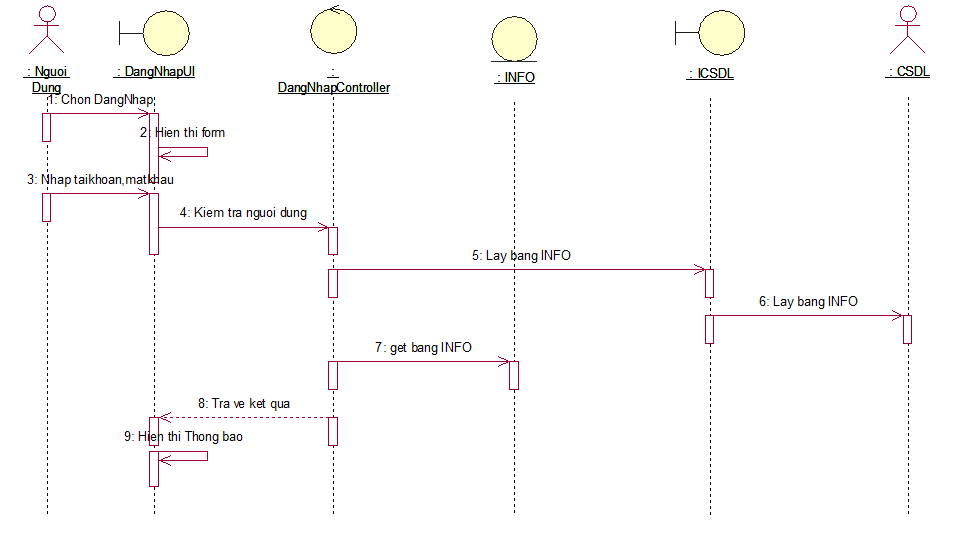 : Nguoi
Dung
: DangNhapUI
:
DangNhapController
: INFO
: ICSDL
: CSDL
1: Chon DangNhap
2: Hien thi form
3: Nhap taikhoan,matkhau
4: Kiem tra nguoi dung
5: Lay bang INFO
6: Lay bang INFO
7: get bang INFO
8: Tra ve ket qua
9: Hien thi Thong bao